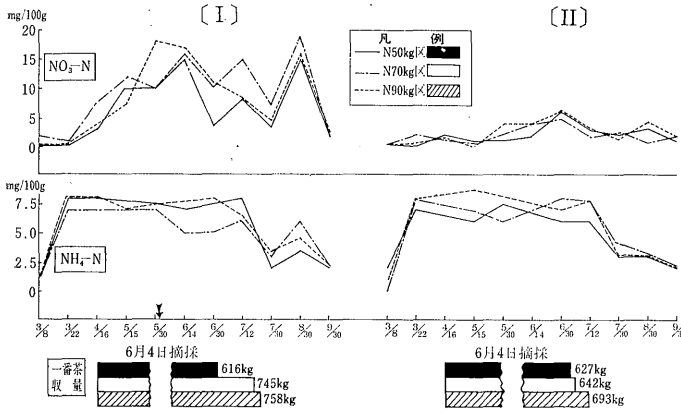 mg/100g
〔Ⅰ〕
〔Ⅱ〕
20
15
10
5
0
NO₃—N
凡 例
N50kg区
N70kg区
N90kg区
mg/100g
7.5
5.0
2.5
0
NH₄—N
3/8 3/22 4/16 5/15 5/30 6/14 6/30 7/12 7/30 8/30 9/30
3/8 3/22 4/16 5/15 5/30 6/14 6/30 7/12 7/30 8/30
6月4日摘採
6月4日摘採
一番茶
収量
616kg
745kg
758kg
627kg
642kg
693kg